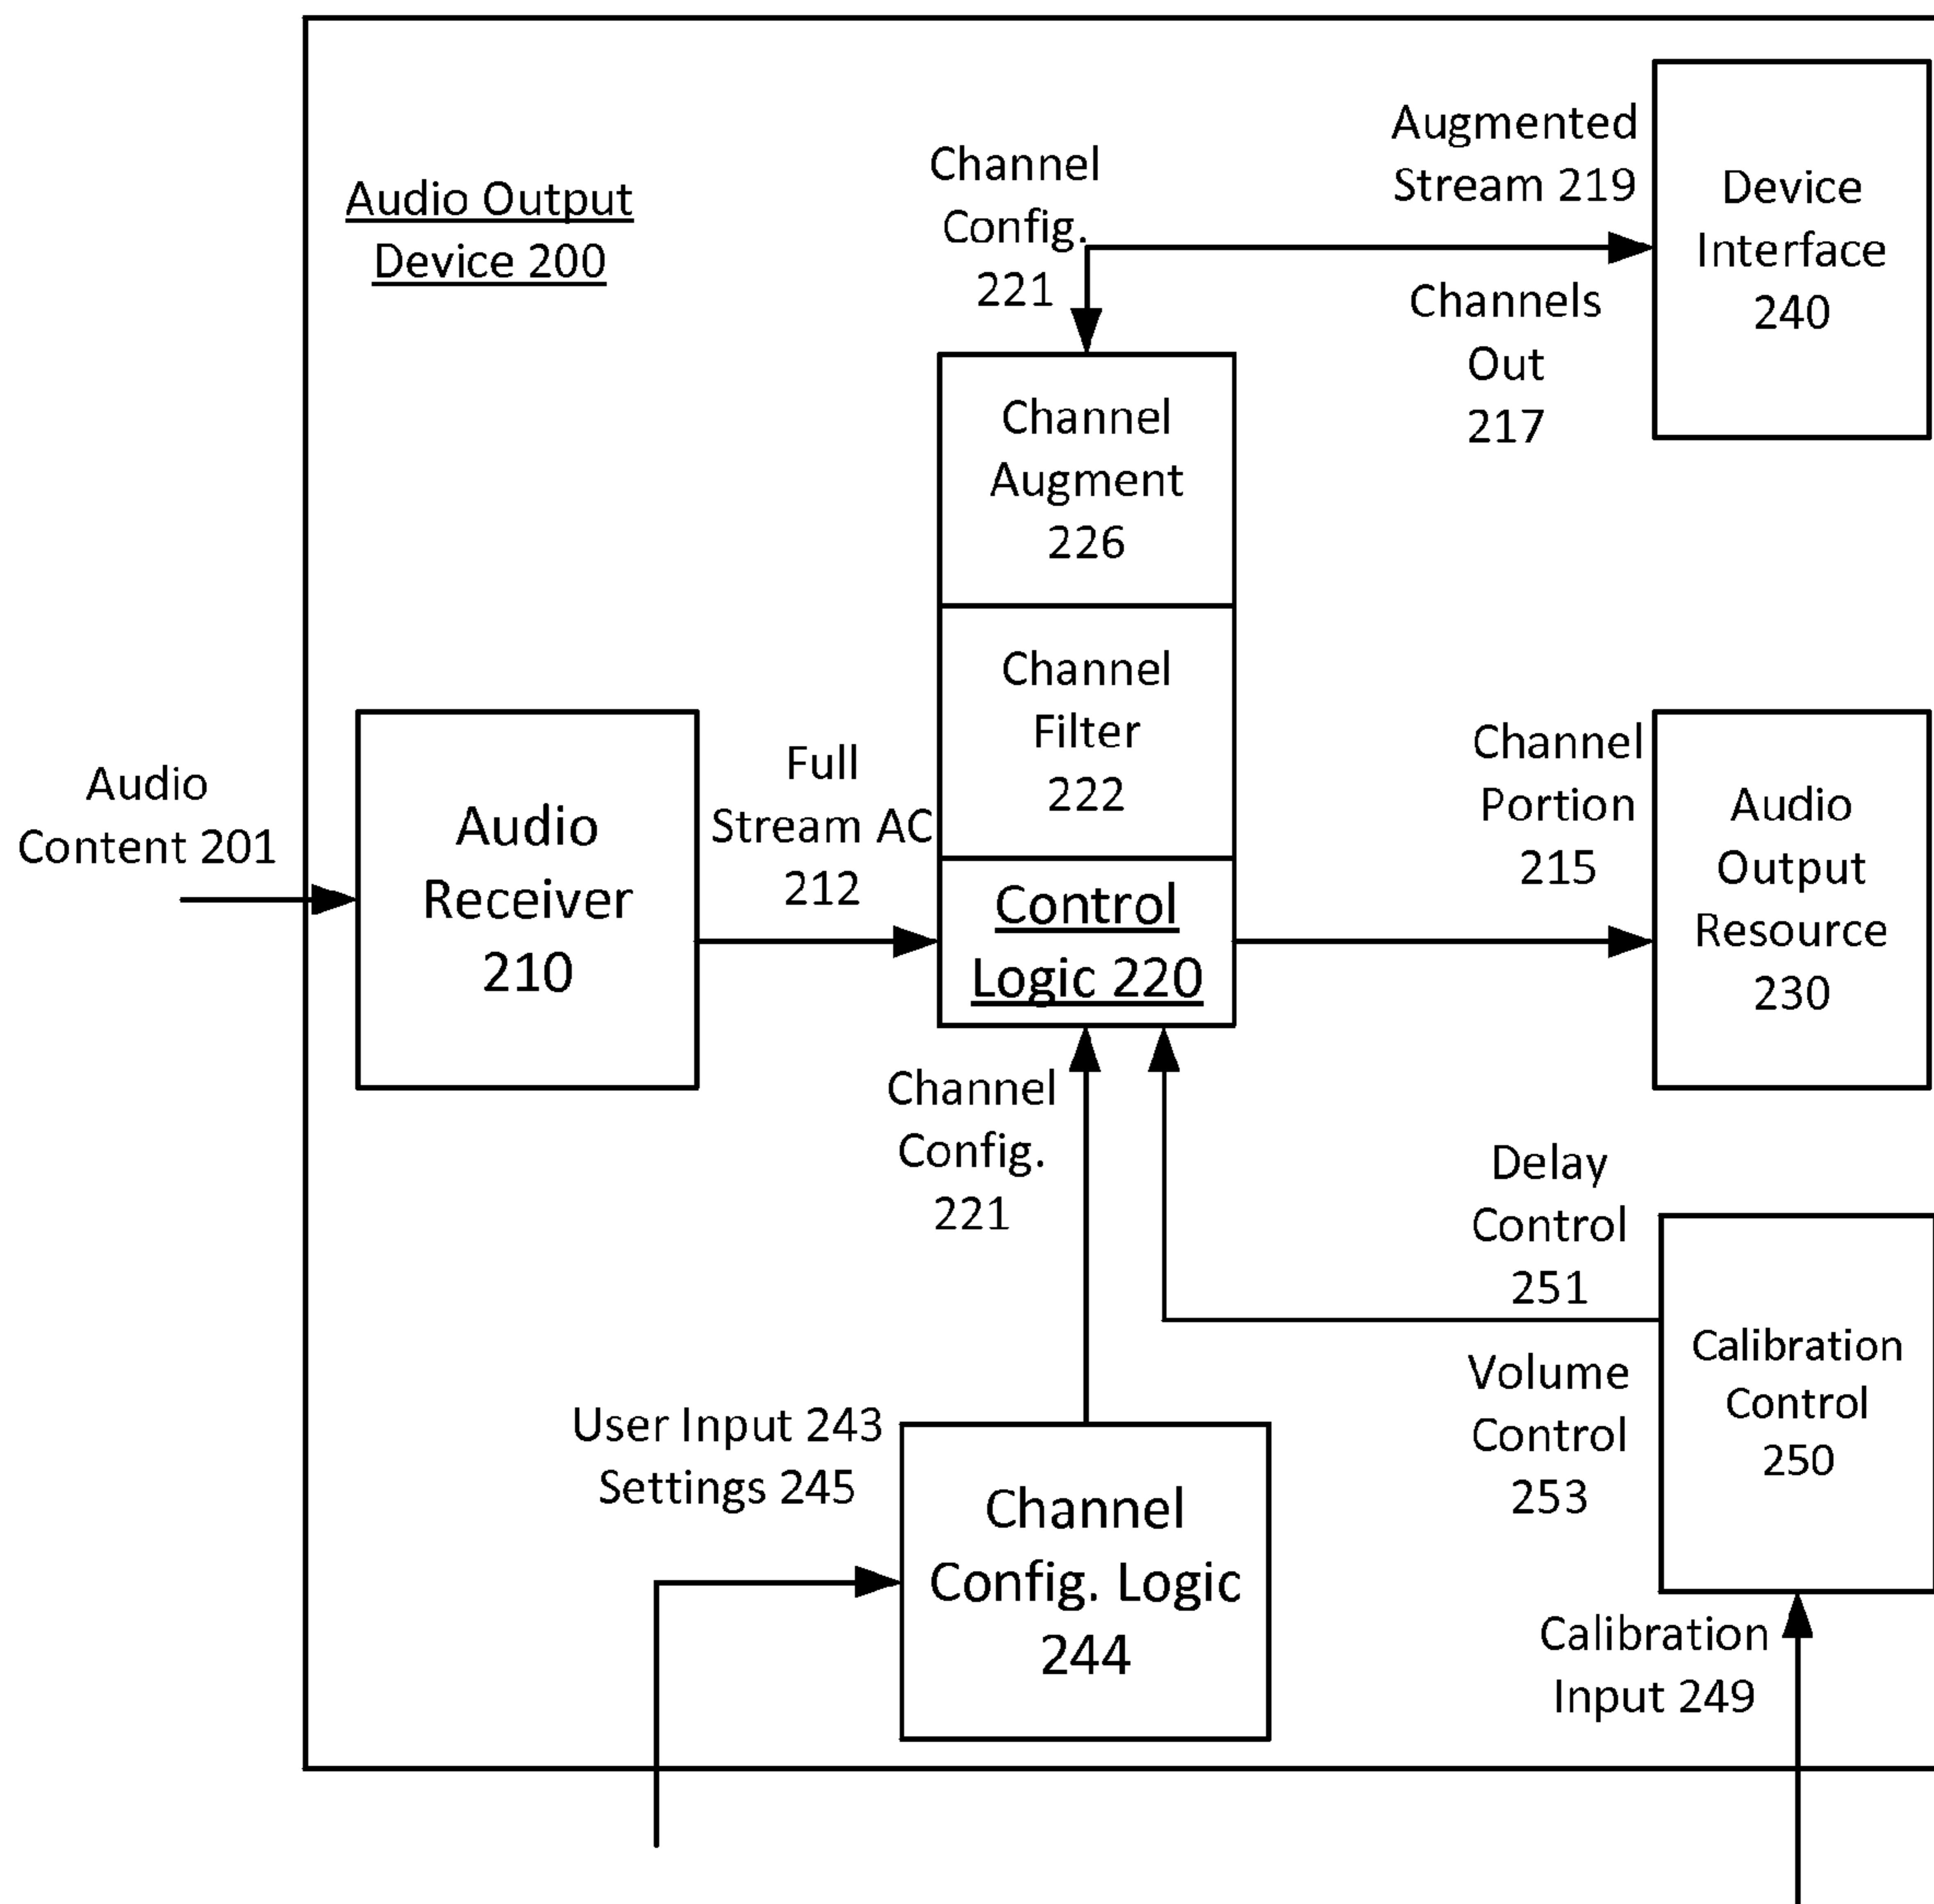 Audio Output
Device 200
Channel
Config.
221
Augmented
Stream 219
Channels
Out
217
Device
Interface
240
Channel
Augment
226
Channel
Filter
222
Control
Logic 220
Audio
Content 201
Audio
Receiver
210
Full
Stream AC
212
Channel
Portion
215
Audio
Output
Resource
230
Channel
Config.
221
Delay
Control
251
Volume
Control
253
Calibration
Control
250
User Input 243
Settings 245
Channel
Config. Logic
244
Calibration
Input 249